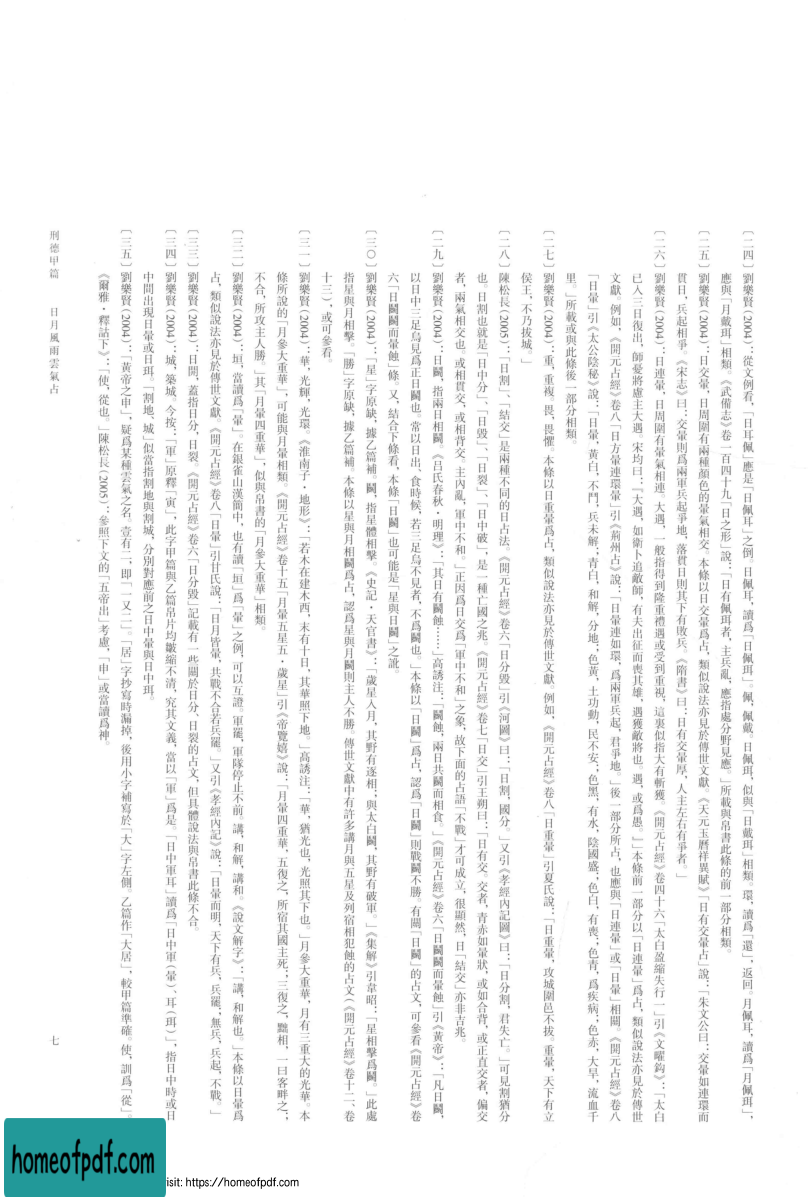 〔二四〕劉樂賢(2004)：從文例看，「日耳佩」應是「日佩耳」之倒。日佩耳，讀爲「日佩珥」。佩，佩戴。日佩珥，似與「日戴珥」相類。環，讀爲「還」，返回。月佩耳，讀爲「月佩珥」，
應與「月戴珥」相類。《武備志》卷一百四十九「日之形」說：「日有佩珥者，主兵亂，應指處分野見應。」所載與帛書此條的前一部分相類。
〔二五〕劉樂賢(2004)：日交暈，日周圍有兩種顏色的暈氣相交。本條以日交暈爲占，類似說法亦見於傳世文獻。《天元玉曆祥異賦》「日有交暈占」說：「朱文公曰：交暈如連環而
貫日，兵起相爭。《宋志》曰：交暈則爲兩軍兵起爭地，落貫日則其下有敗兵。《隋書》曰：日有交暈厚，人主左右有爭者。」
〔二六〕劉樂賢(2004)：日連暈，日周圍有暈氣相連。大遇，一般指得到隆重禮遇或受到重視，這裏似指大有斬獲。《開元占經》卷四十六「太白盈縮失行一」引《文曜鈎》：「太白
已入三日復出，師憂將慮主大遇。宋均曰：「大遇，如衛卜追敵師，有夫出征而喪其雄。遇獲敵將也。遇，或爲愚。」」本條前一部分以「日連暈」爲占，類似說法亦見於傳世
文獻。例如，《開元占經》卷八「日方暈連環暈」引《荊州占》說：「日暈連如環，爲兩軍兵起，君爭地。」後一部分所占，也應與「日連暈」或「日暈」相關。《開元占經》卷八
「日暈」引《太公陰秘》說：「日暈，黃白，不鬥，兵未解；青白，和解，分地；色黃，土功動，民不安；色黑，有水，陰國盛；色白，有喪；色青，爲疾病；色赤，大旱，流血千
里。」所載或與此條後一部分相類。
〔二七〕劉樂賢(2004)：重，重複。畏，畏懼。本條以日重暈爲占，類似說法亦見於傳世文獻。例如，《開元占經》卷八「日重暈」引夏氏說：「日重暈，攻城圍邑不拔。重暈，天下有立
侯王，不乃拔城。」
〔二八〕陳松長(2005)：「日割」、「結交」是兩種不同的日占法。《開元占經》卷六「日分毀」引《河圖》曰：「日割，國分。」又引《孝經內記圖》曰：「日分割，君失亡。」可見割猶分
也。日割也就是「日中分」、「日毀」、「日裂」、「日中破」，是一種亡國之兆。《開元占經》卷七「日交」引王朔曰：「日有交。交者，青赤如暈狀，或如合背，或正直交者，偏交
者，兩氣相交也，或相貫交，或相背交，主內亂，軍中不和。」正因爲日交爲「軍中不和」之象，故下面的占語「不戰」才可成立，很顯然，日「結交」亦非吉兆。
〔二九〕劉樂賢(2004)：日鬭，指兩日相鬭。《吕氏春秋·明理》：「其日有鬭蝕……」高誘注：「鬭蝕，兩日共鬭而相食。」《開元占經》卷六「日鬭鬭而暈蝕」引《黃帝》：「凡日鬭，
以日中三足烏見爲正日鬭也。常以日出、食時候，若三足烏不見者，不爲鬭也。」本條以「日鬭」爲占，認爲「日鬭」則戰鬭不勝。有關「日鬭」的占文，可參看《開元占經》卷
六「日鬭鬭而暈蝕」條。又，結合下條看，本條「日鬭」也可能是「星與日鬭」之訛。
〔三〇〕劉樂賢(2004)：「星」字原缺，據乙篇補。鬭，指星體相擊。《史記·天官書》：「歲星入月，其野有逐相；與太白鬭，其野有破軍。」《集解》引韋昭：「星相擊爲鬭。」此處
指星與月相擊。「勝」字原缺，據乙篇補。本條以星與月相鬭爲占，認爲星與月鬭則主人不勝。傳世文獻中有許多講月與五星及列宿相犯蝕的占文(《開元占經》卷十二、卷
十三)，或可參看。
〔三一〕劉樂賢(2004)：華，光輝，光環。《淮南子·地形》：「若木在建木西，末有十日，其華照下地。」高誘注：「華，猶光也，光照其下也。」月參大重華，月有三重大的光華。本
條所說的「月參大重華」，可能與月暈相類。《開元占經》卷十五「月暈五星五·歲星」引《帝覽嬉》說：「月暈四重華，五復之，所宿其國主死；三復之，黜相，一曰客畔之；
不合，所攻主人勝。」其「月暈四重華」，似與帛書的「月參大重華」相類。
〔三二〕劉樂賢(2004)：垣，當讀爲「暈」。在銀雀山漢簡中，也有讀「垣」爲「暈」之例，可以互證。軍罷，軍隊停止不前。講，和解，講和。《說文解字》：「講，和解也。」本條以日暈爲
占，類似說法亦見於傳世文獻。《開元占經》卷八「日暈」引甘氏說：「日月皆暈，共戰不合若兵罷。」又引《孝經內記》說：「日暈而明，天下有兵，兵罷；無兵，兵起，不戰。」
〔三三〕劉樂賢(2004)：日閒，蓋指日分，日裂。《開元占經》卷六「日分毀」記載有一些關於日分、日裂的占文，但具體說法與帛書此條不合。
〔三四〕劉樂賢(2004)：城，築城。今按：「軍」原釋「寅」，此字甲篇與乙篇帛片均皺縮不清，究其文義，當以「軍」爲是。「日中軍耳」讀爲「日中軍(暈)、耳(珥)」，指日中時或日
中間出現日暈或日珥。「割地、城」似當指割地與割城，分別對應前之日中暈與日中珥。
〔三五〕劉樂賢(2004)：「黃帝之申」，疑爲某種雲氣之名。壹有二，即「一又二」。「居」字抄寫時漏掉，後用小字補寫於「大」字左側。乙篇作「大居」，較甲篇準確。使，訓爲「從」。
《爾雅·釋詁下》：「使，從也。」陳松長(2005)：參照下文的「五帝出」考慮，「申」或當讀爲神。
刑德甲篇　日月風雨雲氣占
七
homeofpdf.com
isit: https://homeofpdf.com